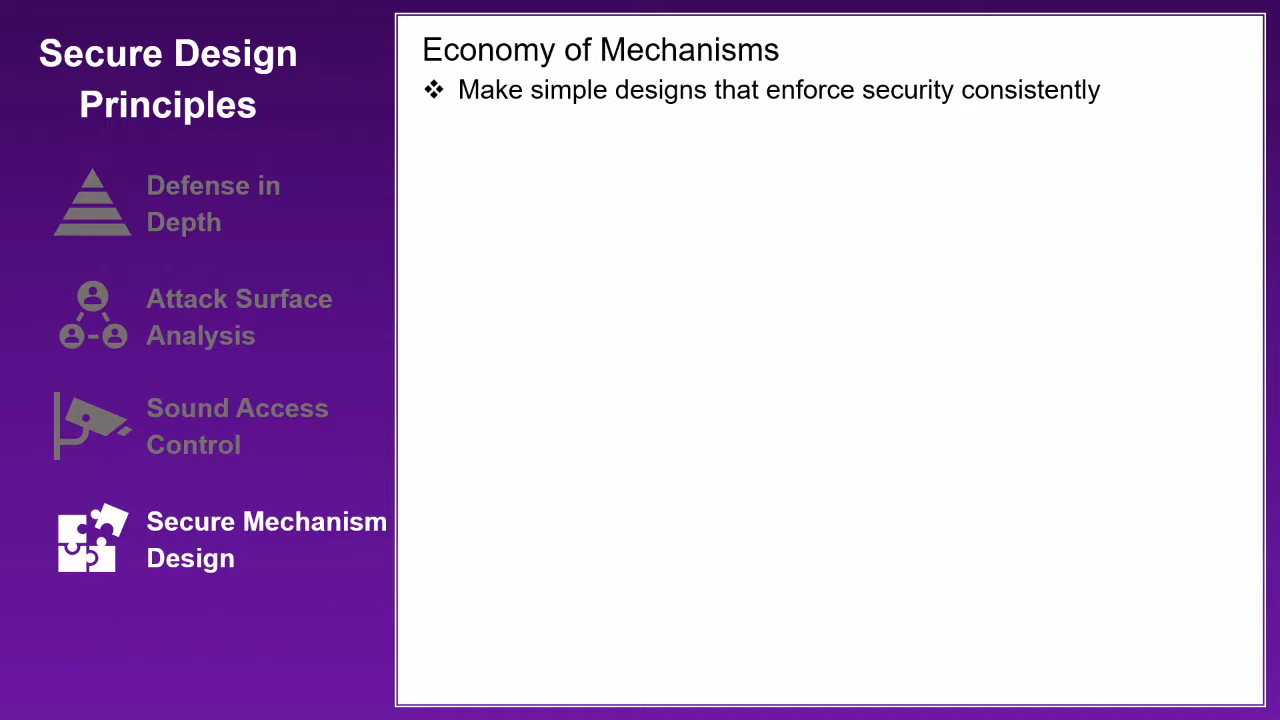 Secure Design
Principles
Defense in
Depth
Attack Surface
Analysis
Sound Access
Control
Secure Mechanism
Design
Economy of Mechanisms
❖ Make simple designs that enforce security consistently